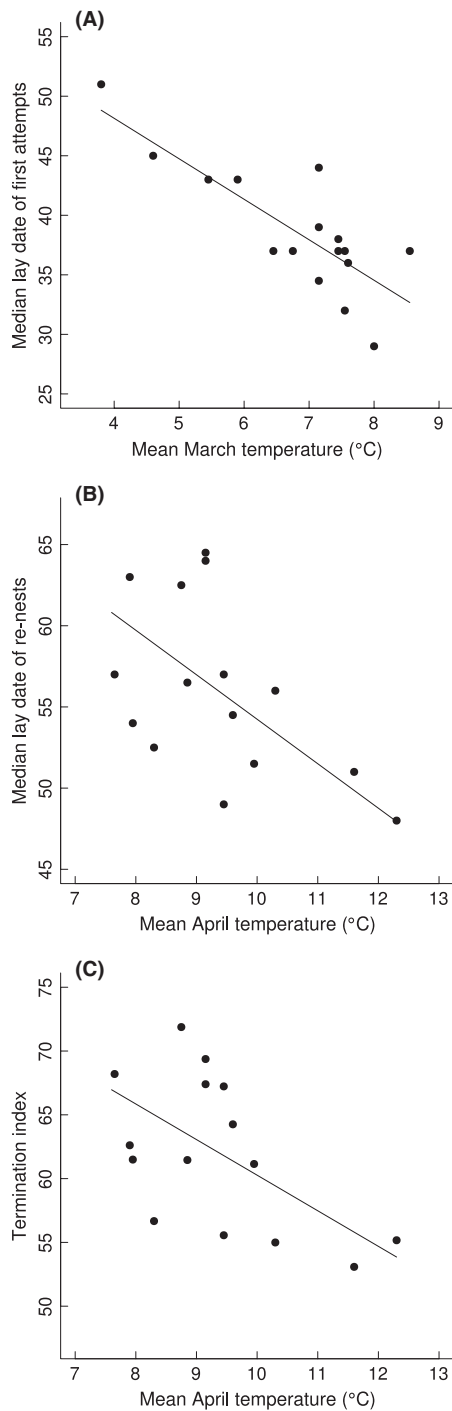 (A)
55
50
45
40
35
30
25
Median lay date of first attempts
4 5 6 7 8 9
Mean March temperature (°C)
(B)
65
60
55
50
45
Median lay date of re-nests
7 8 9 10 11 12 13
Mean April temperature (°C)
(C)
75
70
65
60
55
50
Termination index
7 8 9 10 11 12 13
Mean April temperature (°C)